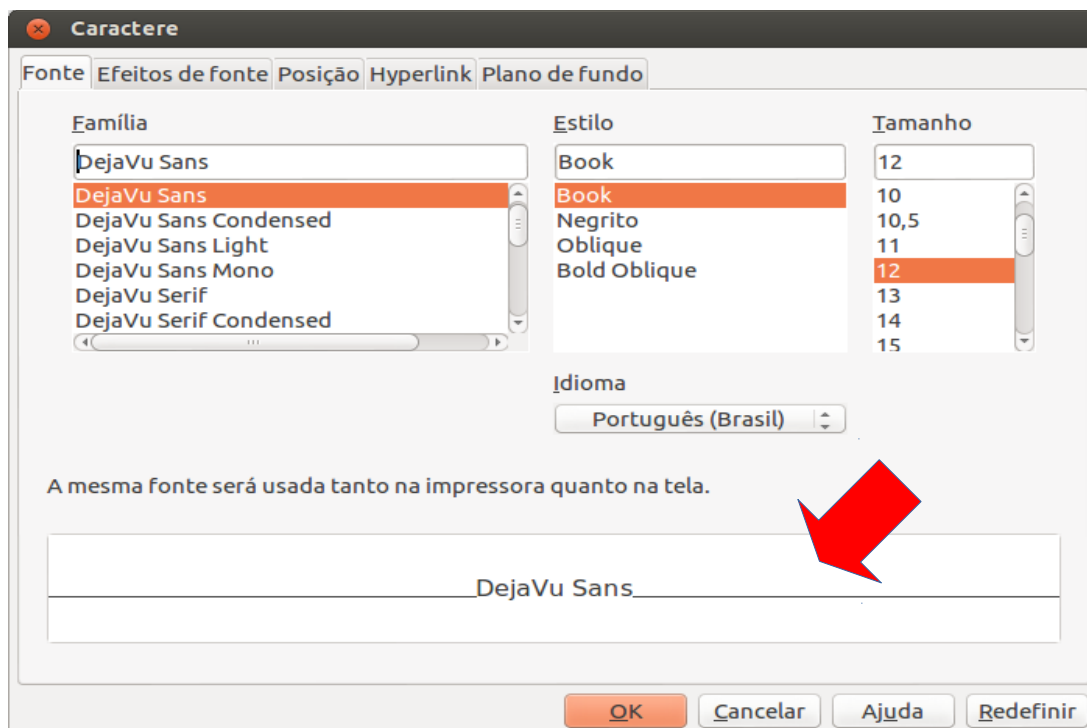 Caractere
Fonte Efeitos de fonte Posição Hyperlink Plano de fundo
Família Estilo Tamanho
DejaVu Sans Book 12
DejaVu Sans Book 10
DejaVu Sans Condensed Negrito 10,5
DejaVu Sans Light Oblique 11
DejaVu Sans Mono Bold Oblique 12
DejaVu Serif 13
DejaVu Serif Condensed 14
15
Idioma
Português (Brasil)
A mesma fonte será usada tanto na impressora quanto na tela.
DejaVu Sans
OK Cancelar Ajuda Redefinir